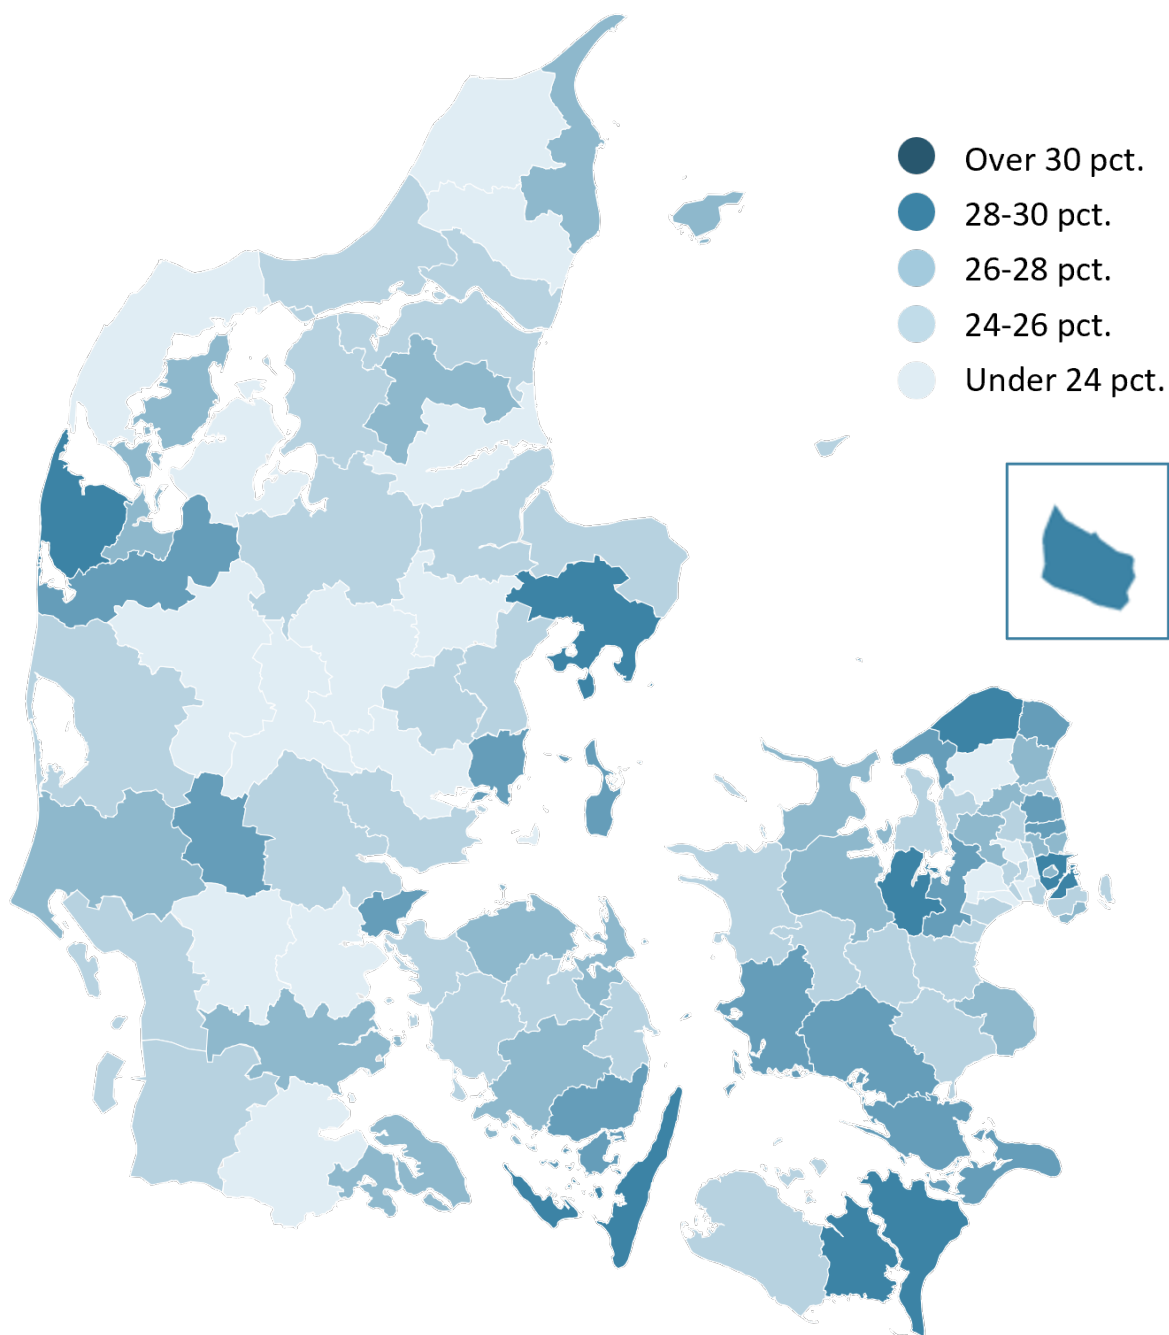 Over 30 pct.
28-30 pct.
26-28 pct.
24-26 pct.
Under 24 pct.